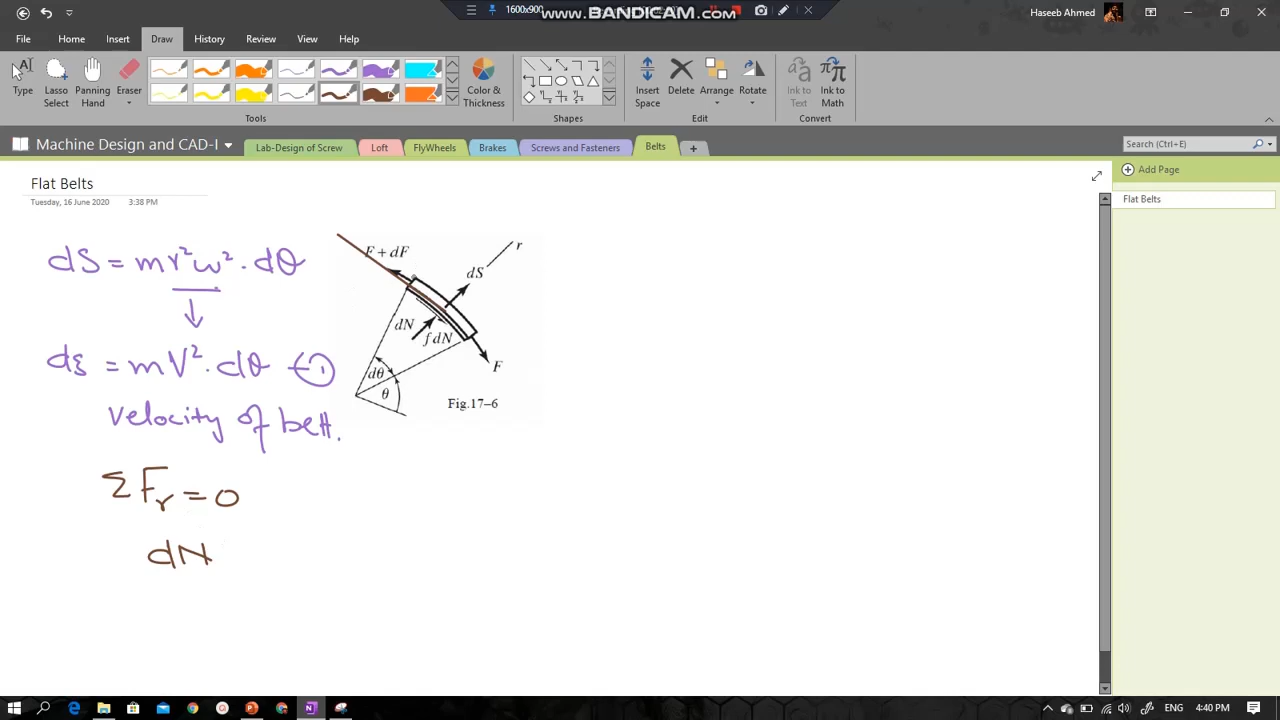 1600x900
www.BANDICAM.com
Haseeb Ahmed
File Home Insert Draw History Review View Help
Type
Lasso Select
Panning Hand
Eraser
Color & Thickness
Insert Space
Delete
Arrange
Rotate
Ink to Text
Ink to Math
Tools
Shapes
Edit
Convert
Machine Design and CAD-I
Lab-Design of Screw
Loft
FlyWheels
Brakes
Screws and Fasteners
Belts
Search (Ctrl+E)
Add Page
Flat Belts
Flat Belts
Tuesday, 16 June 2020 3:38 PM
dS = mr²ω² · dθ
dS = mV² · dθ ①
Velocity of belt.
ΣFr = 0
dN
F + dF
r
dS
dN
f dN
F
dθ
θ
Fig.17–6
ENG
4:40 PM